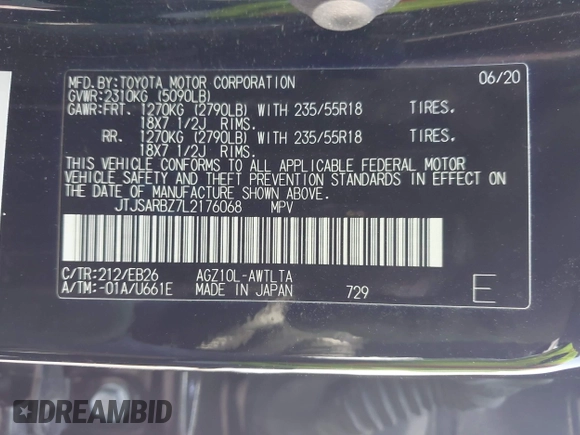 MFD.BY:TOYOTA MOTOR CORPORATION 06/20
GVWR:2310KG (5090LB)
GAWR:FRT. 1270KG (2790LB) WITH 235/55R18 TIRES.
18X7 1/2J RIMS.
RR. 1270KG (2790LB) WITH 235/55R18 TIRES.
18X7 1/2J RIMS.
THIS VEHICLE CONFORMS TO ALL APPLICABLE FEDERAL MOTOR
VEHICLE SAFETY AND THEFT PREVENTION STANDARDS IN EFFECT ON
THE DATE OF MANUFACTURE SHOWN ABOVE.
JTJSARBZ7L2176068 MPV
C/TR:212/EB26 AGZ10L-AWTLTA
A/TM:-01A/U661E MADE IN JAPAN 729 E
DREAMBID